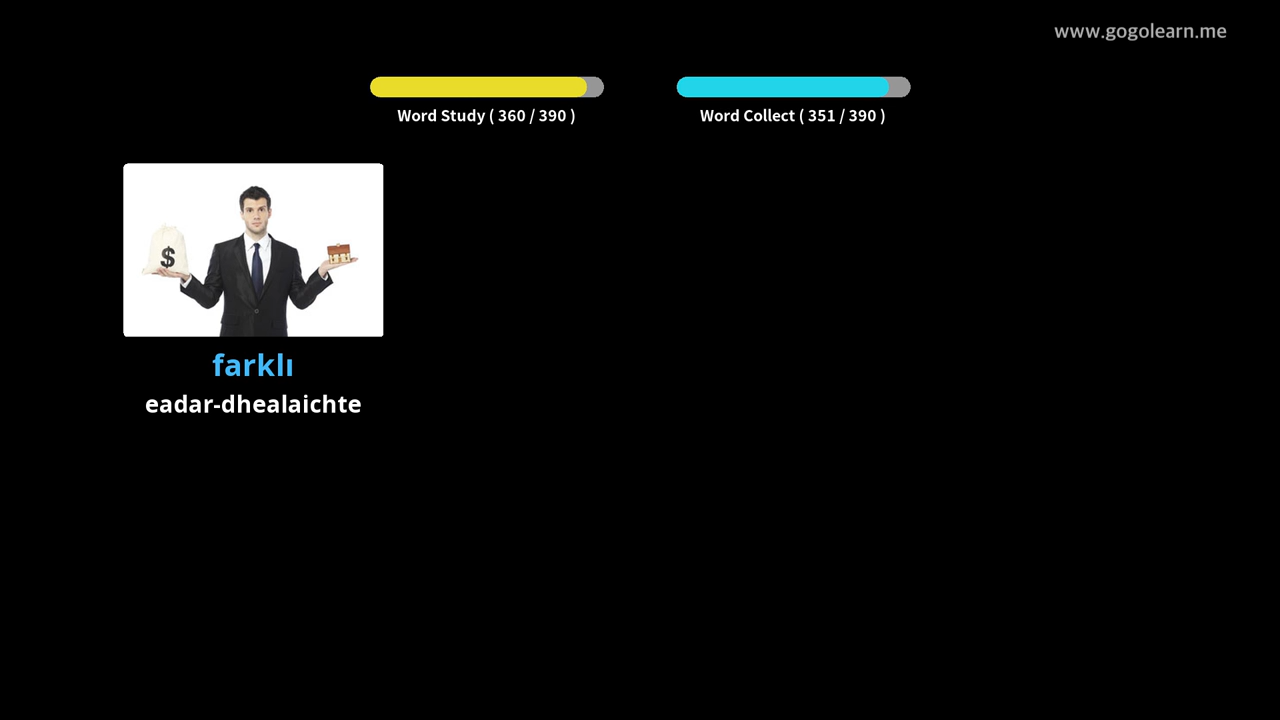 www.gogolearn.me
Word Study ( 360 / 390 )
Word Collect ( 351 / 390 )
$
farklı
eadar-dhealaichte